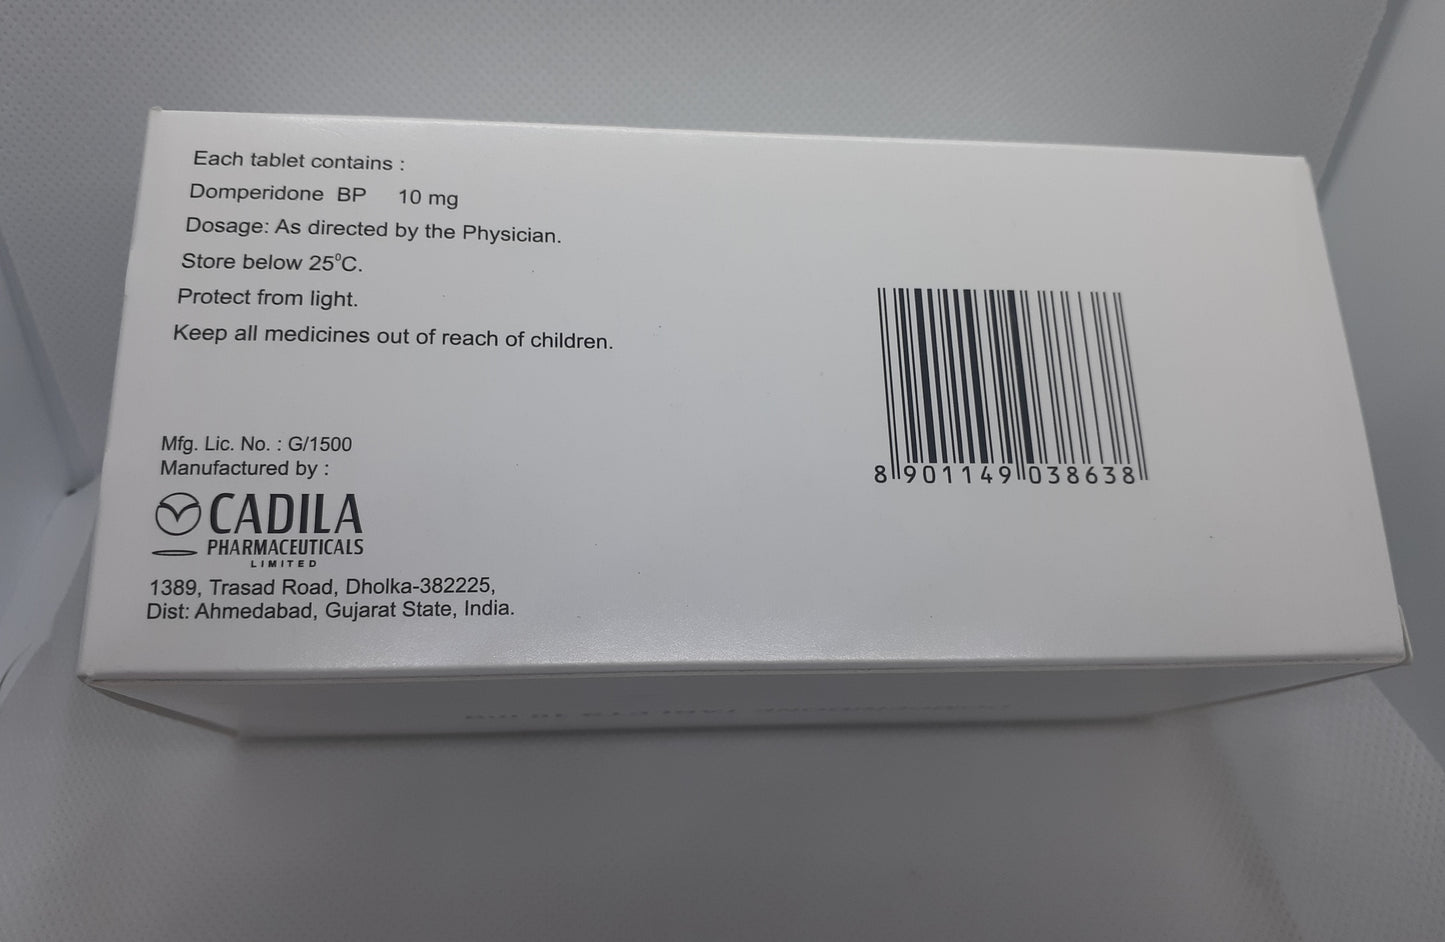 Each tablet contains :
Domperidone BP 10 mg
Dosage: As directed by the Physician.
Store below 25⁰C.
Protect from light.
Keep all medicines out of reach of children.
Mfg. Lic. No. : G/1500
Manufactured by :
CADILA
PHARMACEUTICALS
LIMITED
1389, Trasad Road, Dholka-382225,
Dist: Ahmedabad, Gujarat State, India.
8 901149 038638